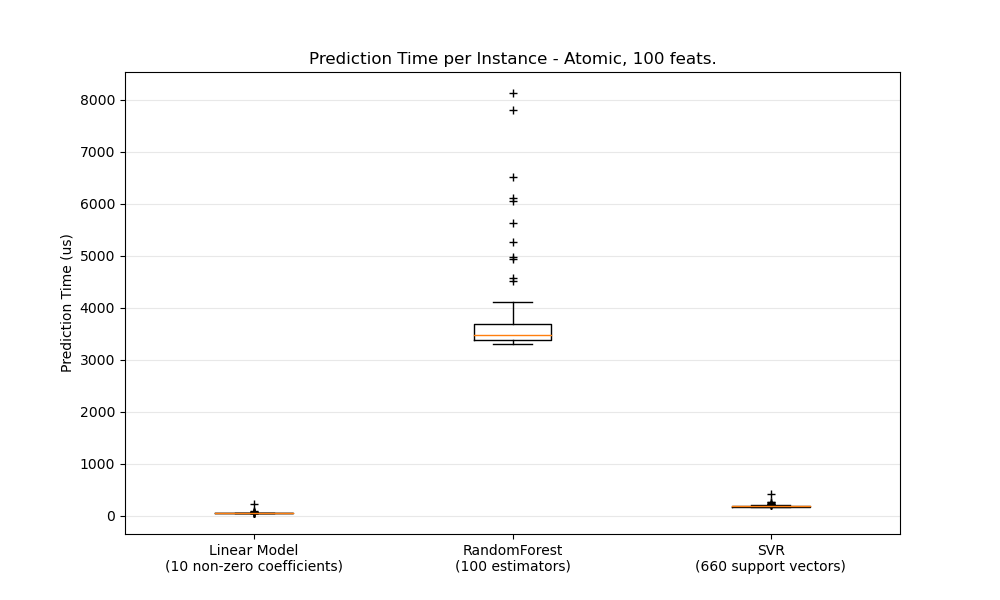 Prediction Time per Instance - Atomic, 100 feats.
Prediction Time (us)
8000
7000
6000
5000
4000
3000
2000
1000
0
Linear Model
(10 non-zero coefficients)
RandomForest
(100 estimators)
SVR
(660 support vectors)